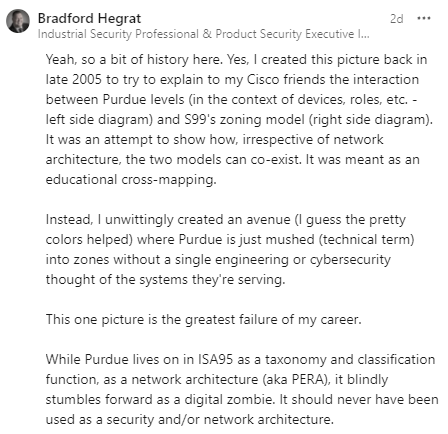 Bradford Hegrat
2d ...
Industrial Security Professional & Product Security Executive I...
Yeah, so a bit of history here. Yes, I created this picture back in
late 2005 to try to explain to my Cisco friends the interaction
between Purdue levels (in the context of devices, roles, etc. -
left side diagram) and S99's zoning model (right side diagram).
It was an attempt to show how, irrespective of network
architecture, the two models can co-exist. It was meant as an
educational cross-mapping.
Instead, I unwittingly created an avenue (I guess the pretty
colors helped) where Purdue is just mushed (technical term)
into zones without a single engineering or cybersecurity
thought of the systems they're serving.
This one picture is the greatest failure of my career.
While Purdue lives on in ISA95 as a taxonomy and classification
function, as a network architecture (aka PERA), it blindly
stumbles forward as a digital zombie. It should never have been
used as a security and/or network architecture.